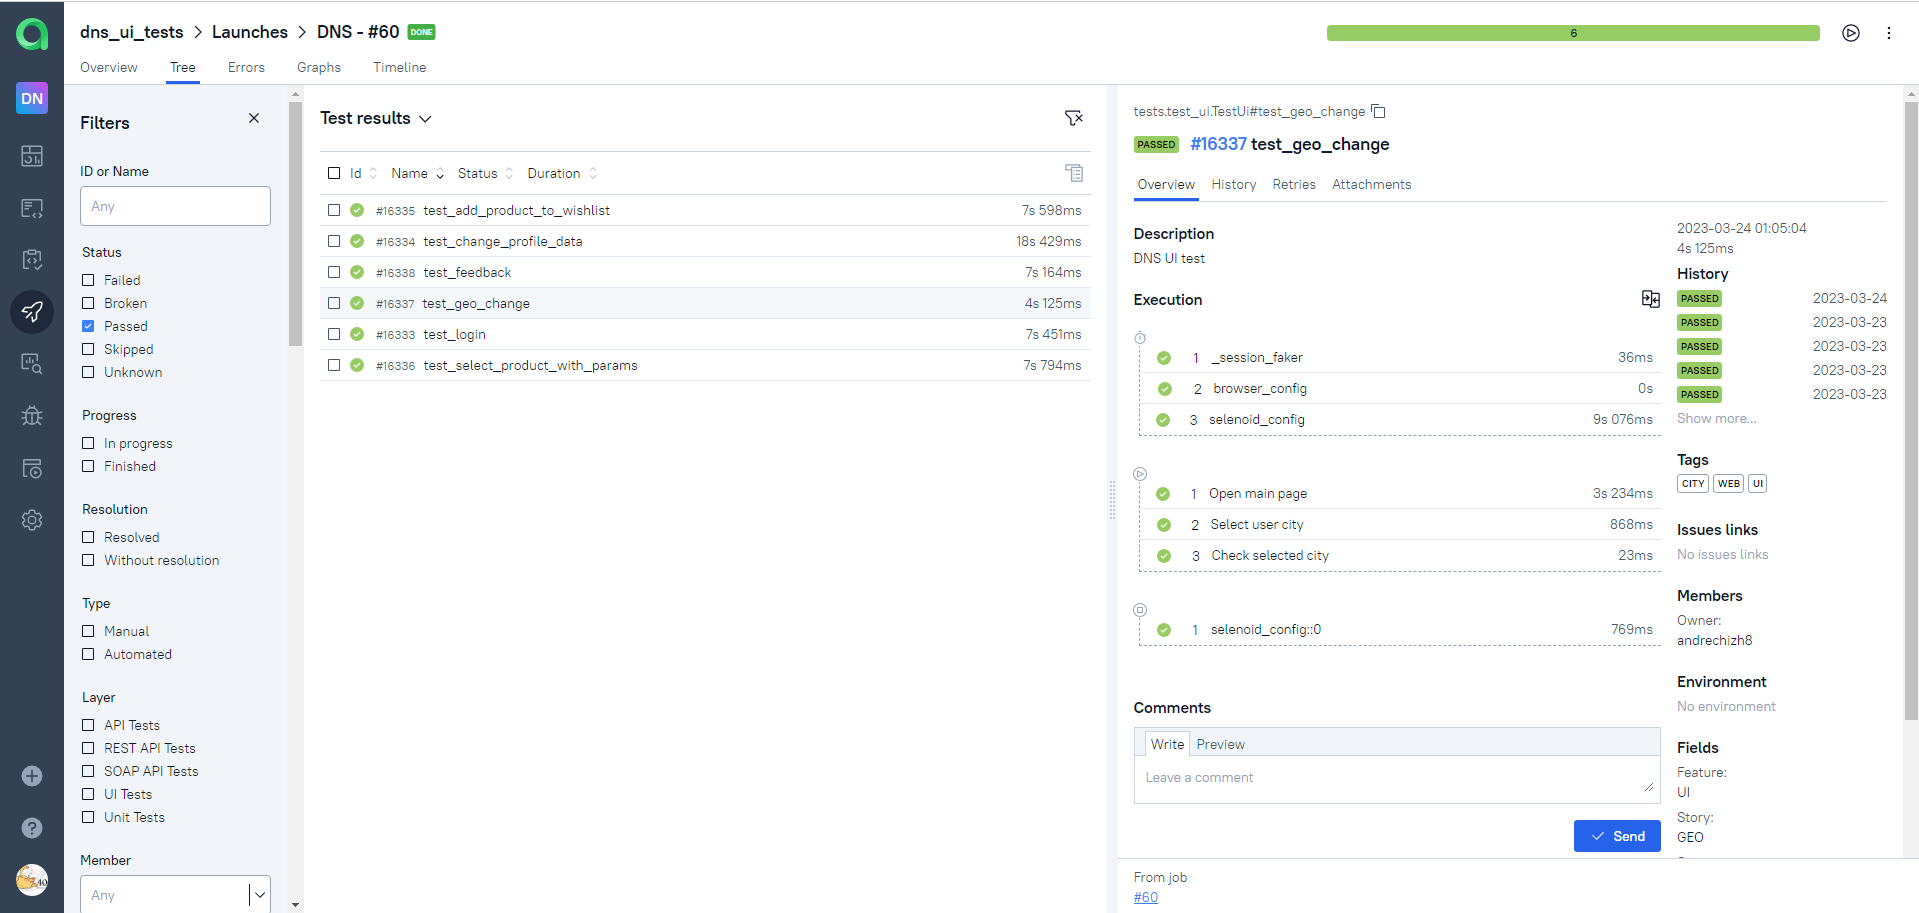 dns_ui_tests > Launches > DNS - #60 DONE
6
Overview Tree Errors Graphs Timeline
DN
Filters
ID or Name
Any
Status
Failed
Broken
Passed
Skipped
Unknown
Progress
In progress
Finished
Resolution
Resolved
Without resolution
Type
Manual
Automated
Layer
API Tests
REST API Tests
SOAP API Tests
UI Tests
Unit Tests
Member
Any
Test results
Id Name Status Duration
#16335 test_add_product_to_wishlist 7s 598ms
#16334 test_change_profile_data 18s 429ms
#16338 test_feedback 7s 164ms
#16337 test_geo_change 4s 125ms
#16333 test_login 7s 451ms
#16336 test_select_product_with_params 7s 794ms
tests.test_ui.TestUi#test_geo_change
PASSED #16337 test_geo_change
Overview History Retries Attachments
Description
DNS UI test
Execution
1 _session_faker 36ms
2 browser_config 0s
3 selenoid_config 9s 076ms
1 Open main page 3s 234ms
2 Select user city 868ms
3 Check selected city 23ms
1 selenoid_config::0 769ms
Comments
Write Preview
Leave a comment
Send
2023-03-24 01:05:04
4s 125ms
History
PASSED 2023-03-24
PASSED 2023-03-23
PASSED 2023-03-23
PASSED 2023-03-23
PASSED 2023-03-23
Show more...
Tags
CITY WEB UI
Issues links
No issues links
Members
Owner:
andrechizh8
Environment
No environment
Fields
Feature:
UI
Story:
GEO
From job
#60